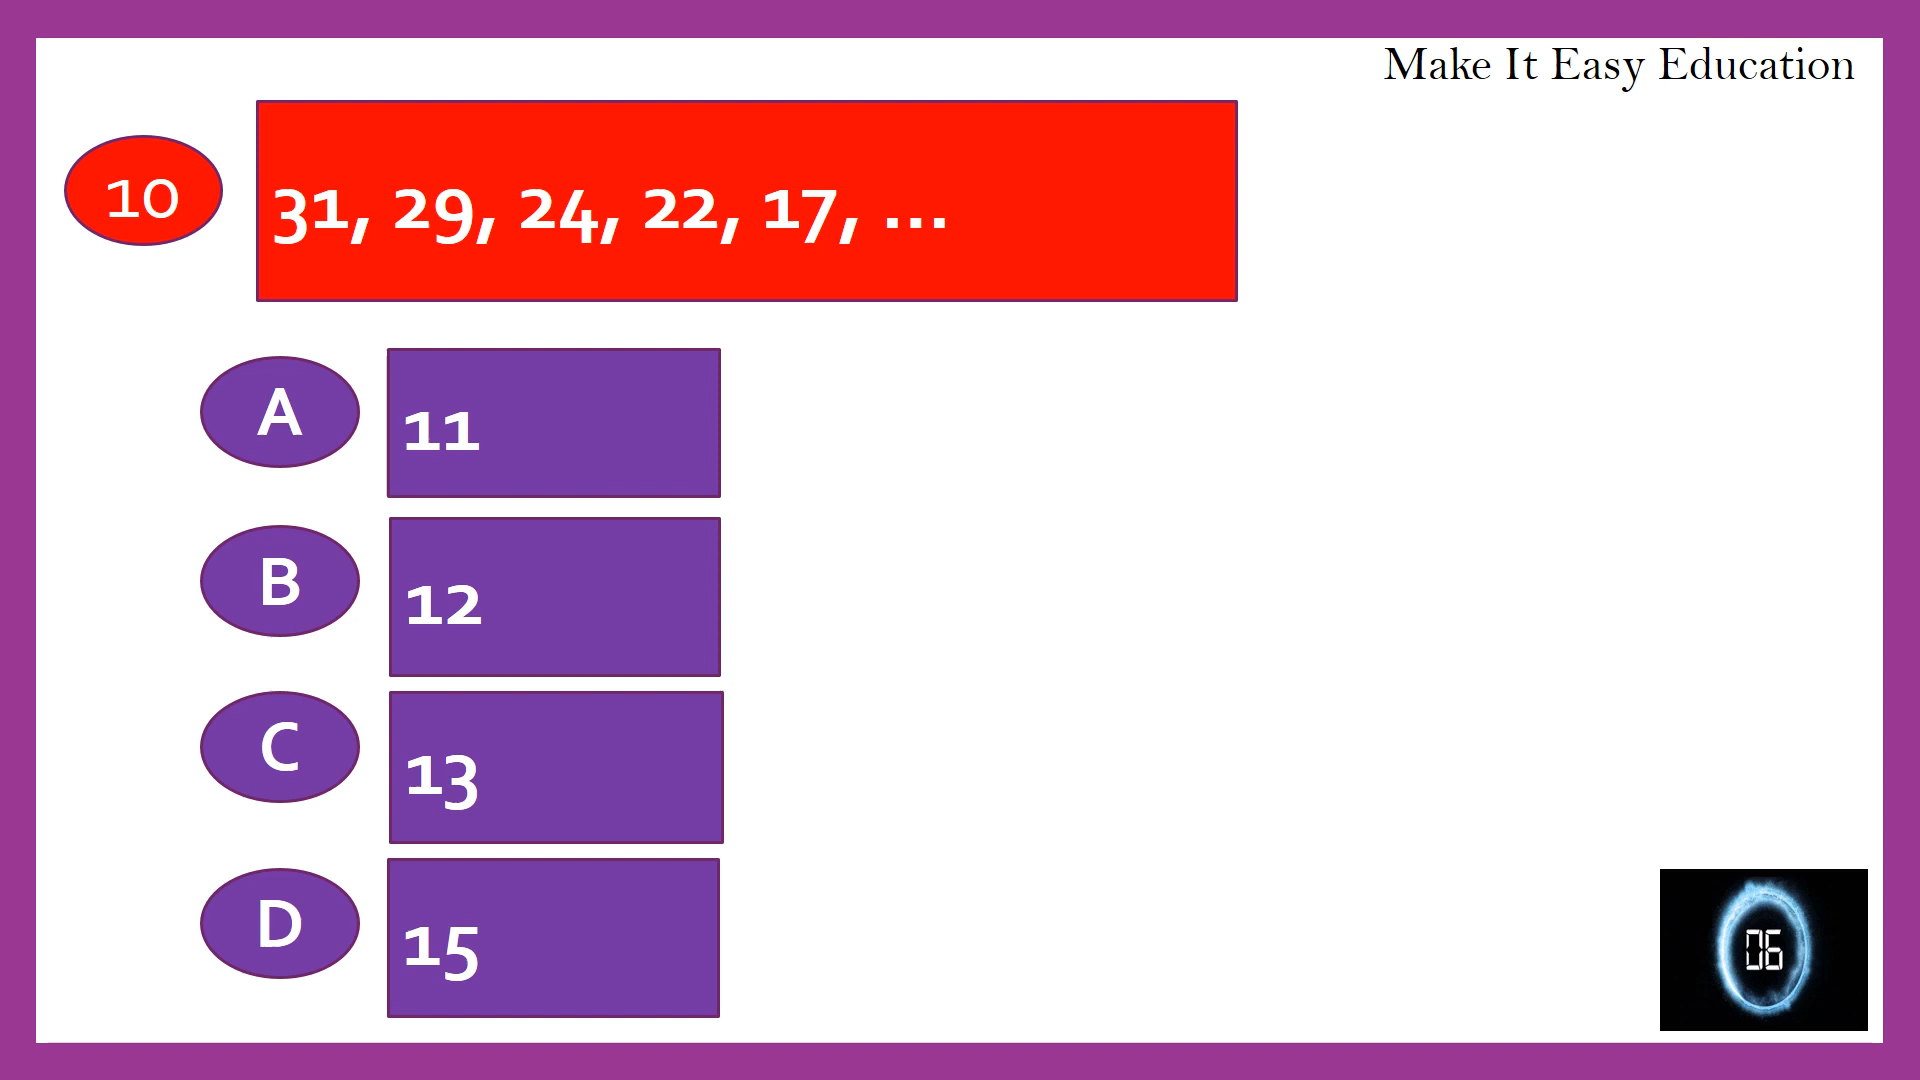 Make It Easy Education
10
31, 29, 24, 22, 17, ...
A
11
B
12
C
13
D
15
06